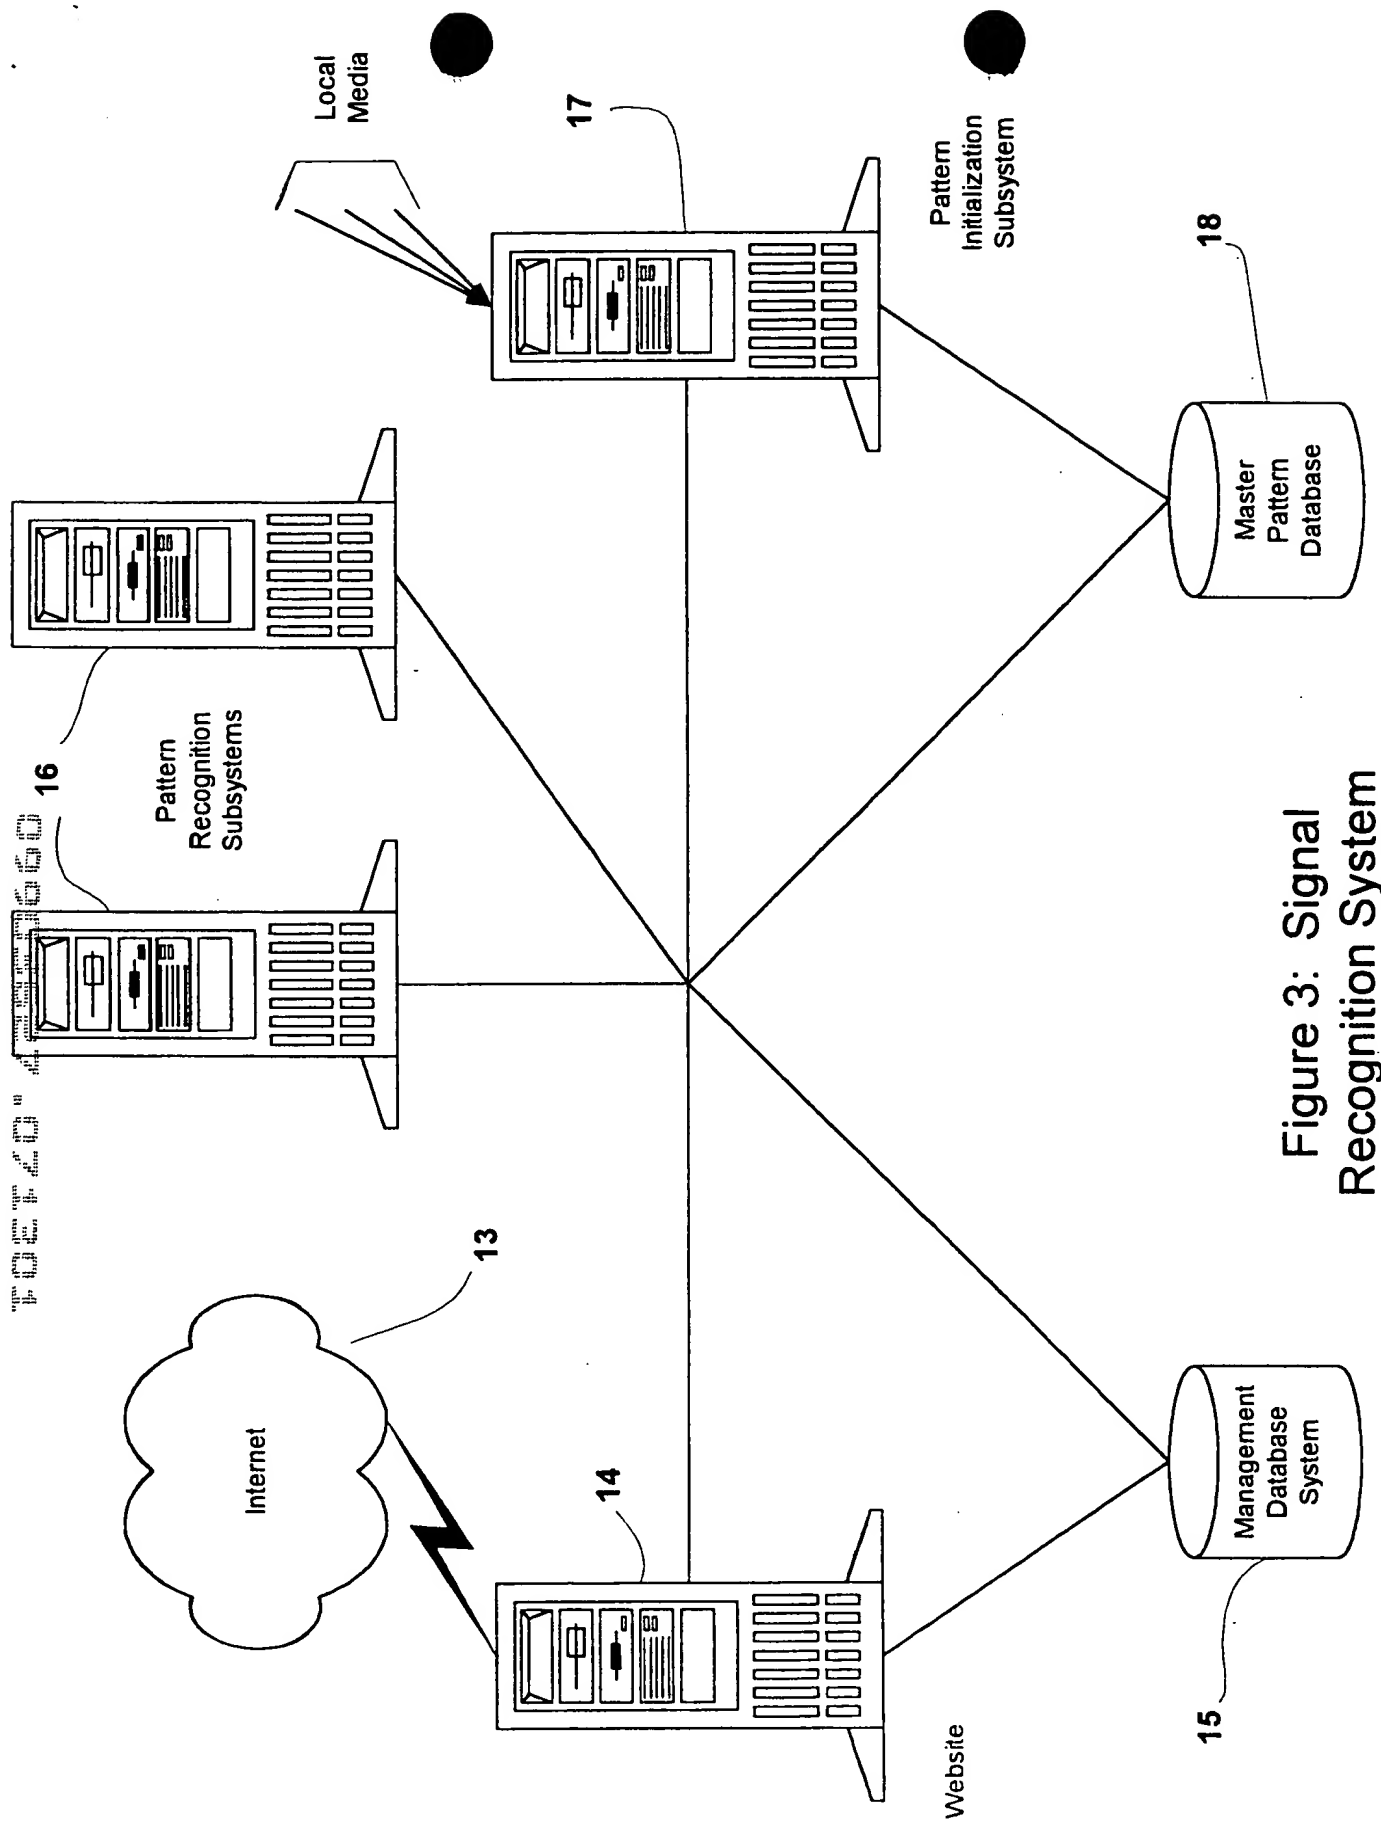 Internet
13
14
Website
Management
Database
System
15
16
Pattern
Recognition
Subsystems
Local
Media
17
Pattern
Initialization
Subsystem
18
Master
Pattern
Database
Figure 3: Signal
Recognition System